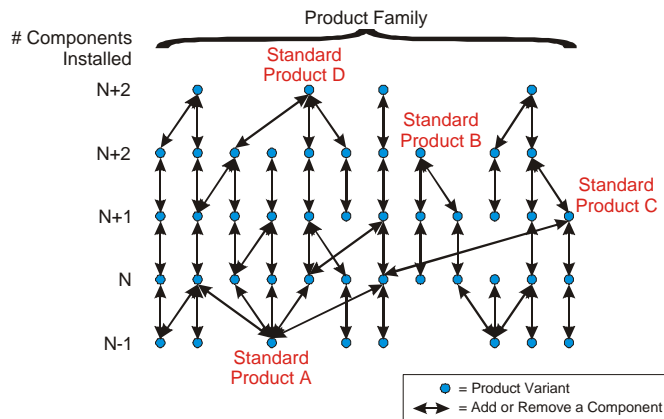 Product Family
# Components
Installed
Standard
Product D
N+2
Standard
Product B
N+2
Standard
Product C
N+1
N
N-1
Standard
Product A
= Product Variant
= Add or Remove a Component